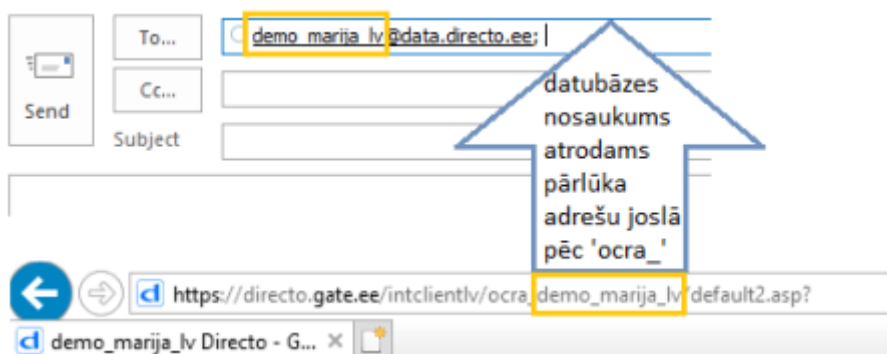 To...
demo_marija_lv@data.directo.ee;
Cc...
Send
Subject
datubāzes
nosaukums
atrodams
pārlūka
adrešu joslā
pēc 'ocra_'
https://directo.gate.ee/intclientlv/ocra_demo_marija_lv/default2.asp?
demo_marija_lv Directo - G...